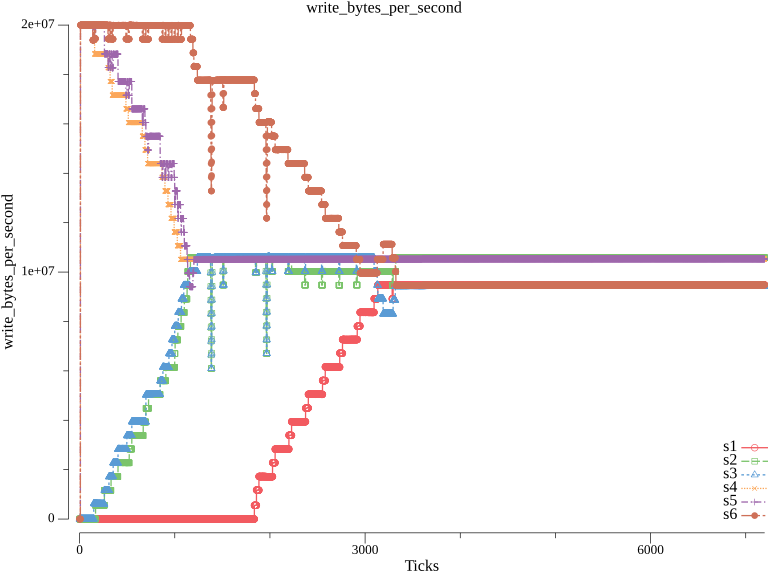 write_bytes_per_second
2e+07
1e+07
0
write_bytes_per_second
0
3000
6000
Ticks
s1
s2
s3
s4
s5
s6